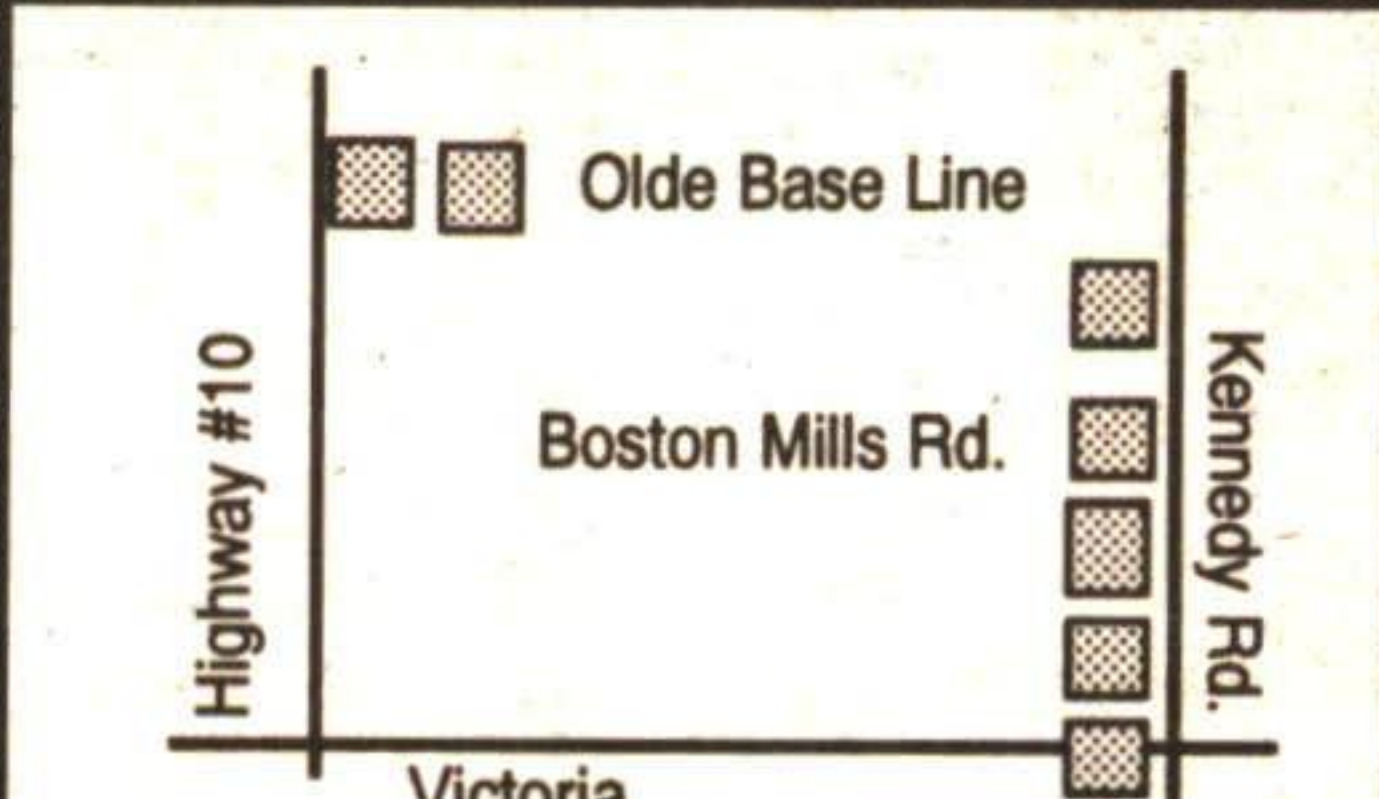 Olde Base Line
Highway #10
Boston Mills Rd.
Kennedy Rd.
Victoria